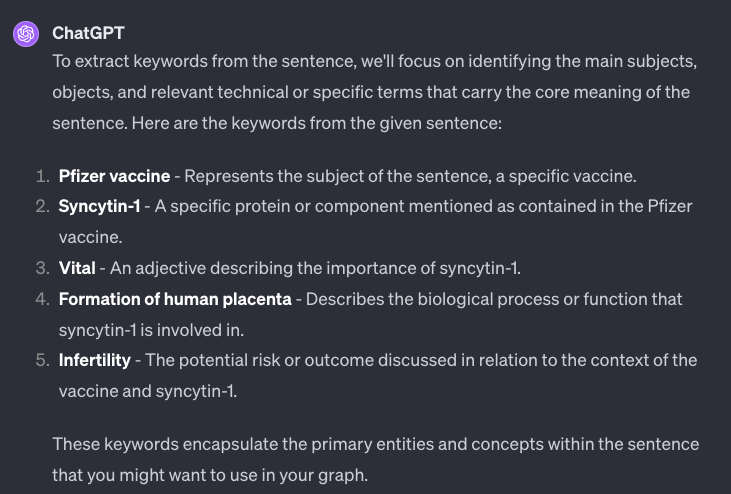 ChatGPT
To extract keywords from the sentence, we'll focus on identifying the main subjects,
objects, and relevant technical or specific terms that carry the core meaning of the
sentence. Here are the keywords from the given sentence:
1. Pfizer vaccine - Represents the subject of the sentence, a specific vaccine.
2. Syncytin-1 - A specific protein or component mentioned as contained in the Pfizer
vaccine.
3. Vital - An adjective describing the importance of syncytin-1.
4. Formation of human placenta - Describes the biological process or function that
syncytin-1 is involved in.
5. Infertility - The potential risk or outcome discussed in relation to the context of the
vaccine and syncytin-1.
These keywords encapsulate the primary entities and concepts within the sentence
that you might want to use in your graph.